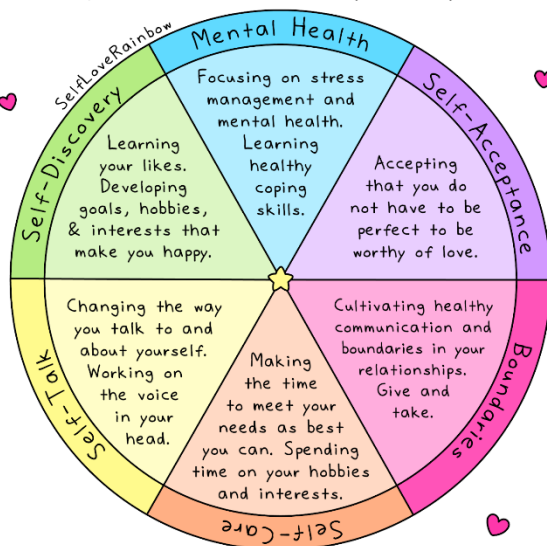 SelfLoveRainbow
Mental Health
Focusing on stress
management and
mental health.
Learning
healthy
coping
skills.
Self-Acceptance
Accepting
that you do
not have to be
perfect to be
worthy of love.
Boundaries
Cultivating healthy
communication and
boundaries in your
relationships.
Give and
take.
Self-Care
Making
the time
to meet your
needs as best
you can. Spending
time on your hobbies
and interests.
Self-Talk
Changing the way
you talk to and
about yourself.
Working on
the voice
in your
head.
Self-Discovery
Learning
your likes.
Developing
goals, hobbies,
& interests that
make you happy.